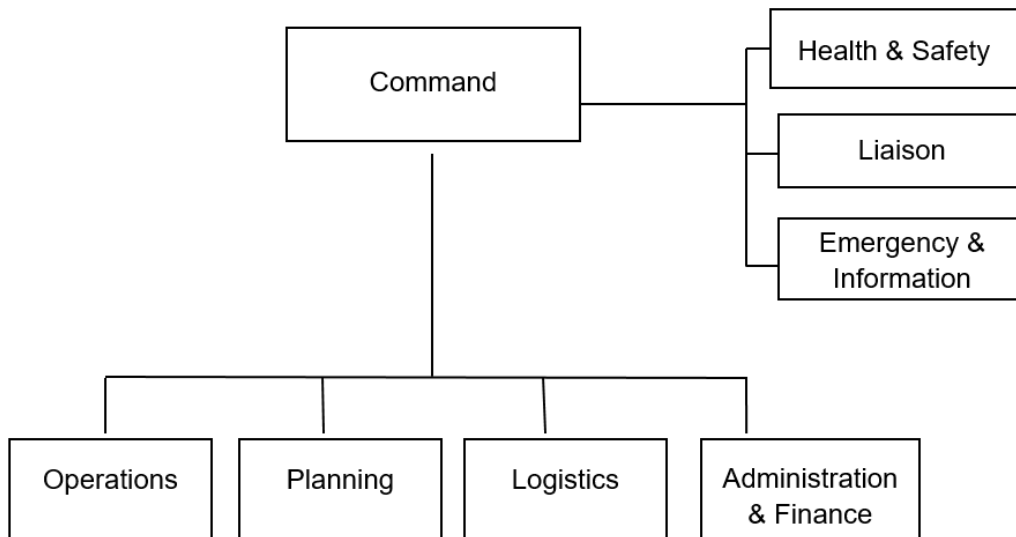 Command
Health & Safety
Liaison
Emergency &
Information
Operations
Planning
Logistics
Administration
& Finance